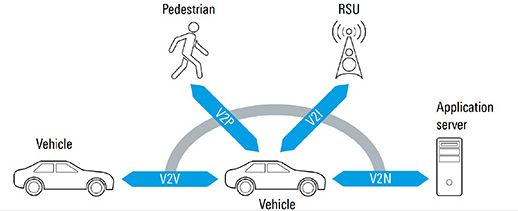 Pedestrian
RSU
V2P
V2I
Application
server
Vehicle
V2V
V2N
Vehicle